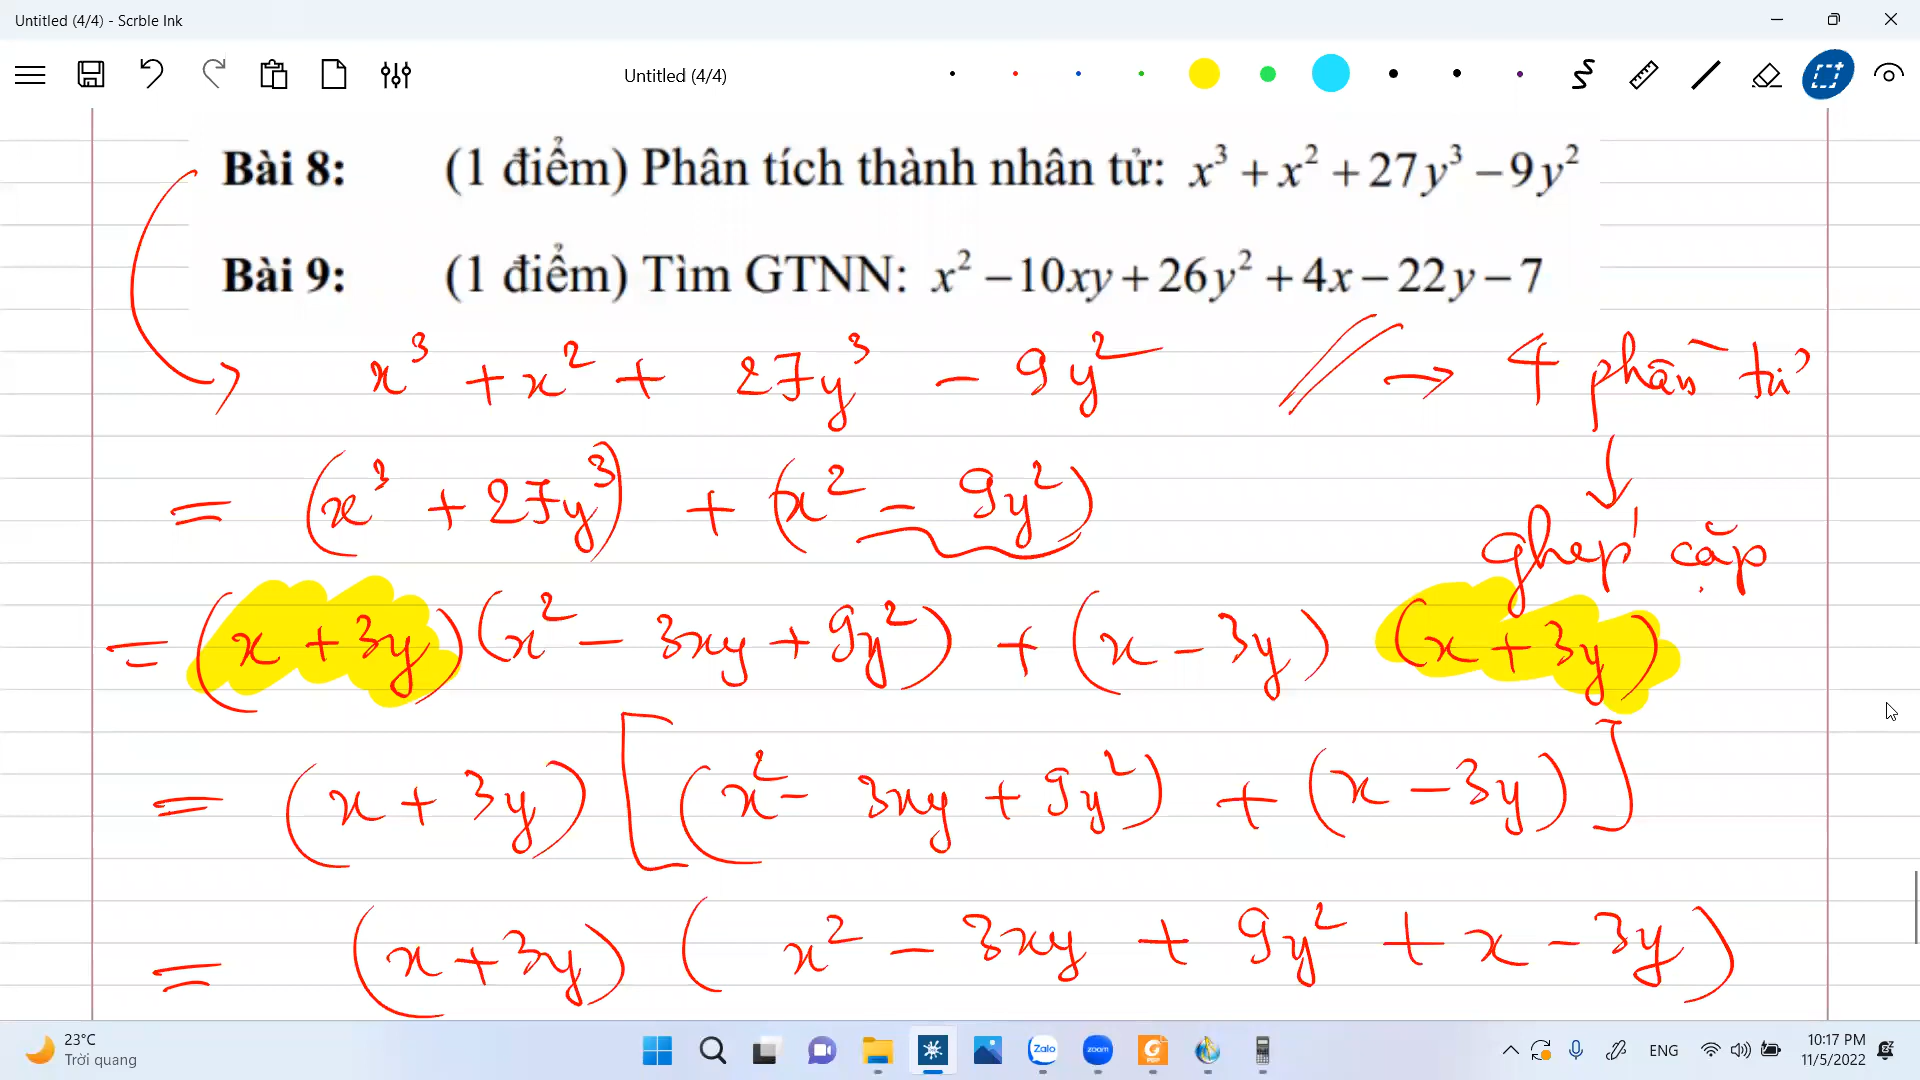 Untitled (4/4) - Scrble Ink
Untitled (4/4)
Bài 8: (1 điểm) Phân tích thành nhân tử: x³ + x² + 27y³ − 9y²
Bài 9: (1 điểm) Tìm GTNN: x² − 10xy + 26y² + 4x − 22y − 7
x³ + x² + 27y³ − 9y² → 4 phần tử
= (x³ + 27y³) + (x² − 9y²)
ghép cặp
= (x + 3y)(x² − 3xy + 9y²) + (x − 3y) (x + 3y)
= (x + 3y) [(x² − 3xy + 9y²) + (x − 3y)]
= (x + 3y) (x² − 3xy + 9y² + x − 3y)
23°C
Trời quang
Zalo
zoom
PDF
ENG
10:17 PM
11/5/2022